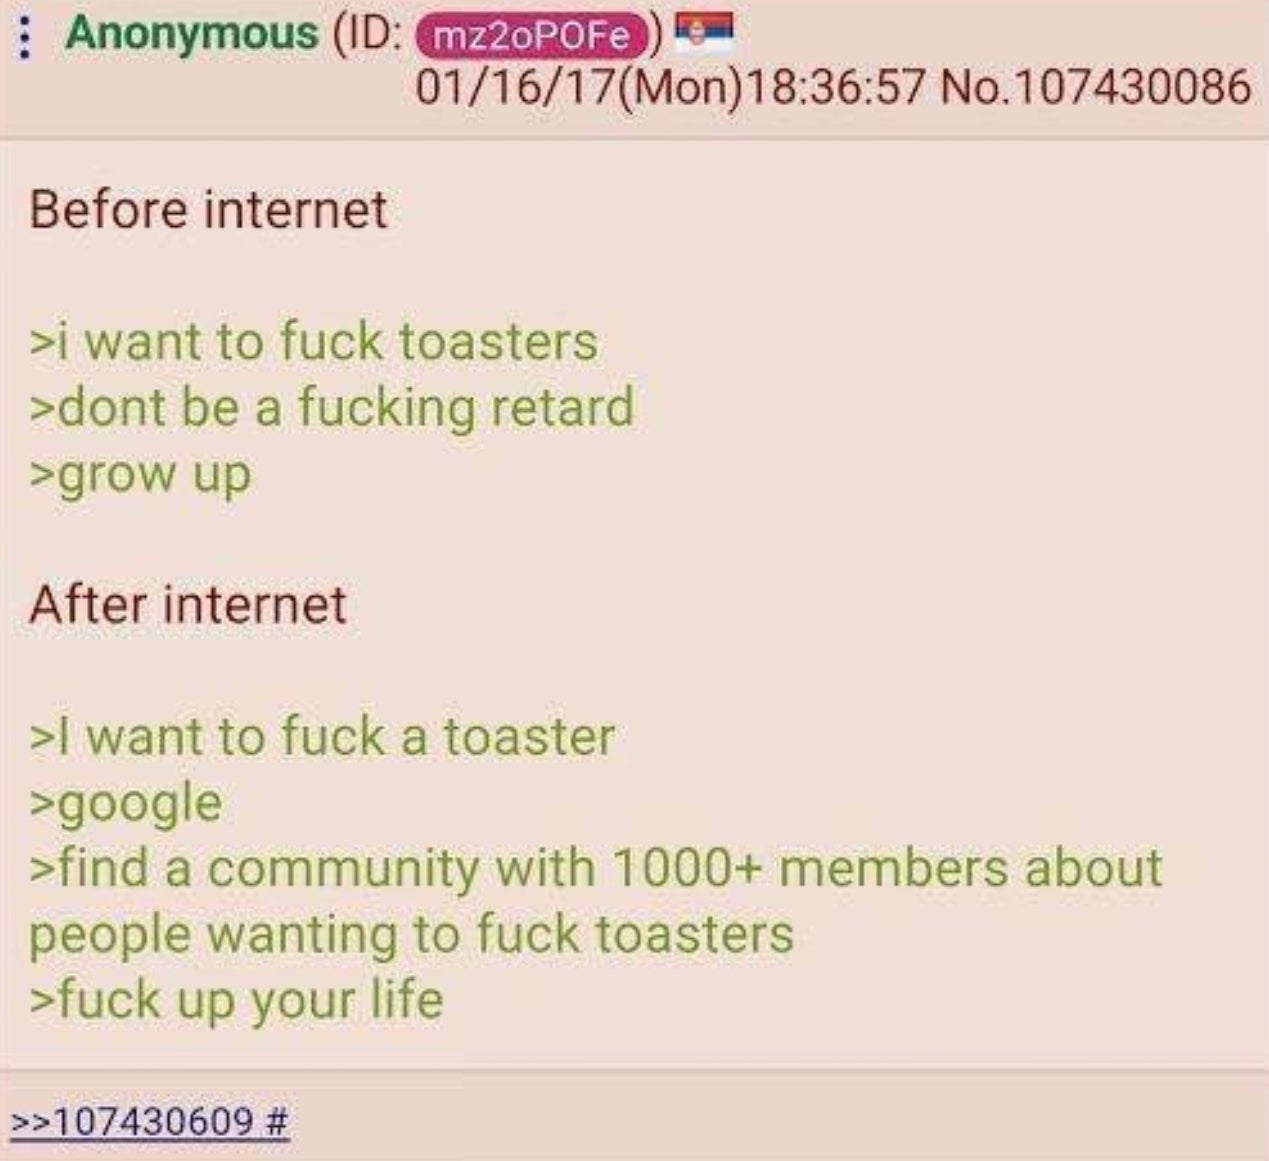 Anonymous (ID: mz2oPOFe)
01/16/17(Mon)18:36:57 No.107430086
Before internet
>i want to fuck toasters
>dont be a fucking retard
>grow up
After internet
>I want to fuck a toaster
>google
>find a community with 1000+ members about
people wanting to fuck toasters
>fuck up your life
>>107430609 #